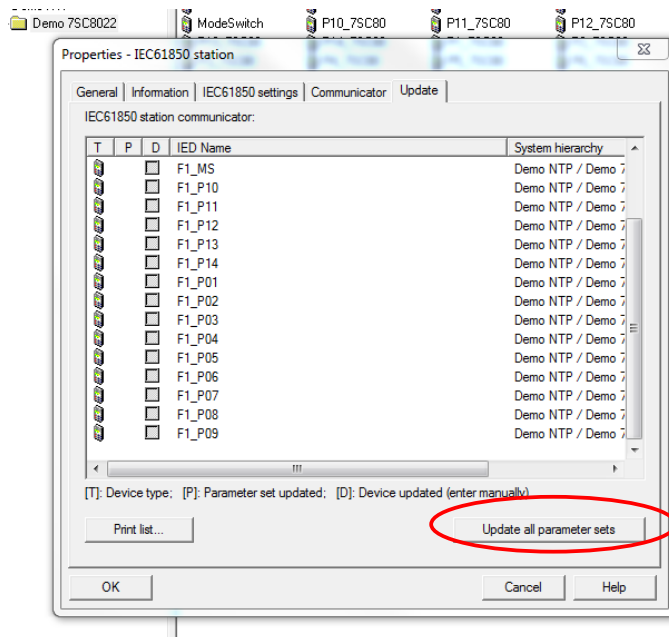 Demo 7SC8022 ModeSwitch P10_7SC80 P11_7SC80 P12_7SC80
Properties - IEC61850 station
General Information IEC61850 settings Communicator Update
IEC61850 station communicator:
T P D IED Name System hierarchy
F1_MS Demo NTP / Demo 7
F1_P10 Demo NTP / Demo 7
F1_P11 Demo NTP / Demo 7
F1_P12 Demo NTP / Demo 7
F1_P13 Demo NTP / Demo 7
F1_P14 Demo NTP / Demo 7
F1_P01 Demo NTP / Demo 7
F1_P02 Demo NTP / Demo 7
F1_P03 Demo NTP / Demo 7
F1_P04 Demo NTP / Demo 7
F1_P05 Demo NTP / Demo 7
F1_P06 Demo NTP / Demo 7
F1_P07 Demo NTP / Demo 7
F1_P08 Demo NTP / Demo 7
F1_P09 Demo NTP / Demo 7
[T]: Device type; [P]: Parameter set updated; [D]: Device updated (enter manually)
Print list... Update all parameter sets
OK Cancel Help